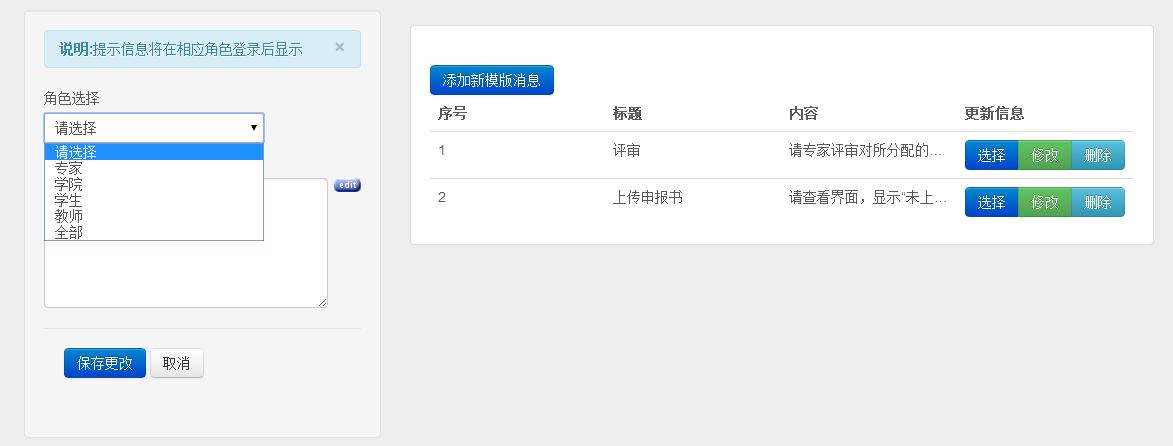 说明:提示信息将在相应角色登录后显示 ×
角色选择
请选择
请选择
专家
学院
学生
教师
全部
edit
保存更改 取消
添加新模版消息
序号 标题 内容 更新信息
1 评审 请专家评审对所分配的... 选择 修改 删除
2 上传申报书 请查看界面，显示“未上... 选择 修改 删除